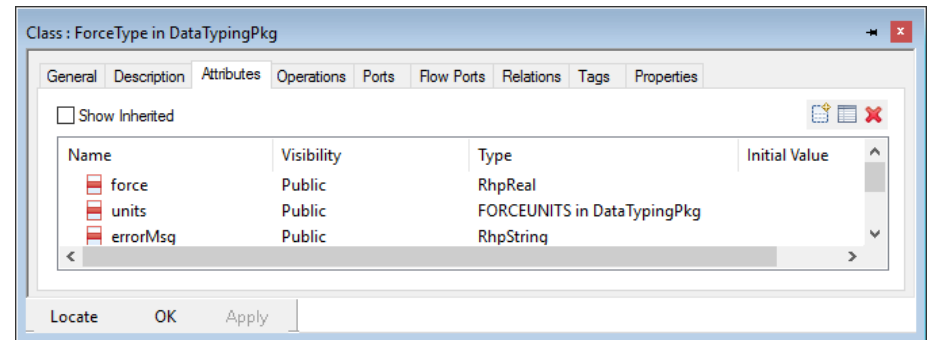 Class : ForceType in DataTypingPkg
General Description Attributes Operations Ports Flow Ports Relations Tags Properties
Show Inherited
Name Visibility Type Initial Value
force Public RhpReal
units Public FORCEUNITS in DataTypingPkg
errorMsg Public RhpString
Locate OK Apply